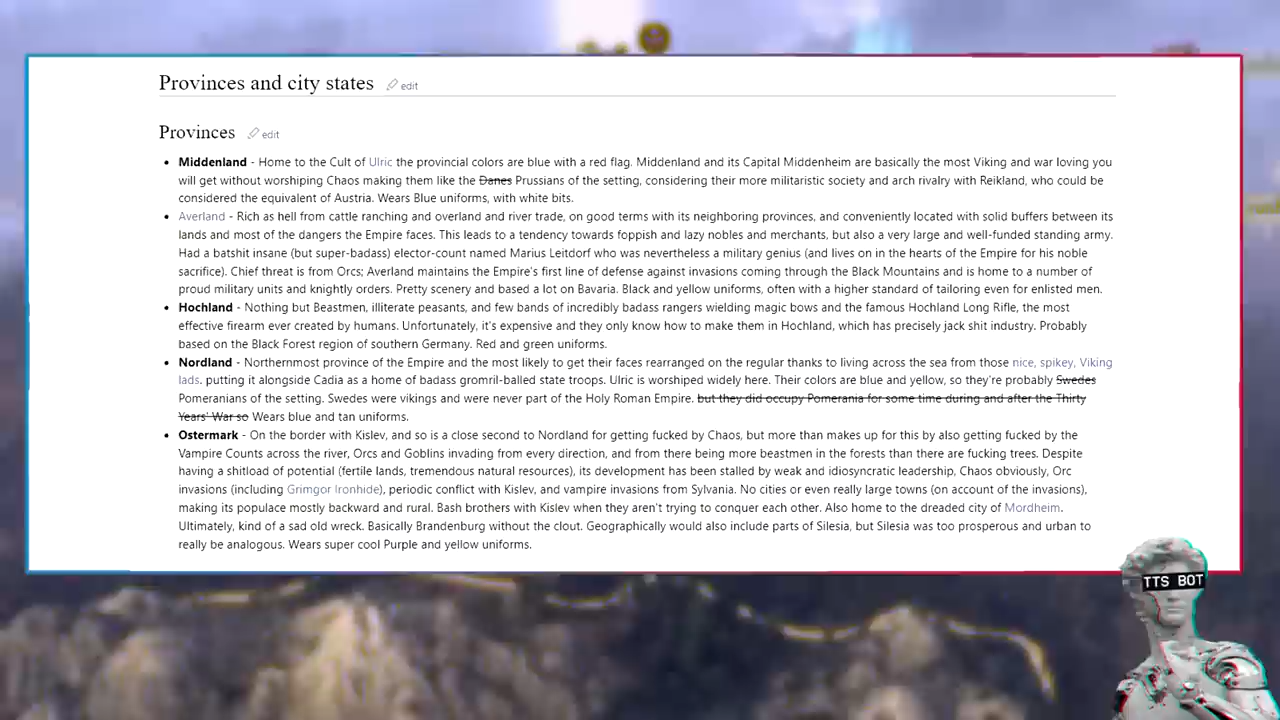 Provinces and city states edit
Provinces edit
Middenland - Home to the Cult of Ulric the provincial colors are blue with a red flag. Middenland and its Capital Middenheim are basically the most Viking and war loving you
will get without worshiping Chaos making them like the Danes Prussians of the setting, considering their more militaristic society and arch rivalry with Reikland, who could be
considered the equivalent of Austria. Wears Blue uniforms, with white bits.
Averland - Rich as hell from cattle ranching and overland and river trade, on good terms with its neighboring provinces, and conveniently located with solid buffers between its
lands and most of the dangers the Empire faces. This leads to a tendency towards foppish and lazy nobles and merchants, but also a very large and well-funded standing army.
Had a batshit insane (but super-badass) elector-count named Marius Leitdorf who was nevertheless a military genius (and lives on in the hearts of the Empire for his noble
sacrifice). Chief threat is from Orcs; Averland maintains the Empire's first line of defense against invasions coming through the Black Mountains and is home to a number of
proud military units and knightly orders. Pretty scenery and based a lot on Bavaria. Black and yellow uniforms, often with a higher standard of tailoring even for enlisted men.
Hochland - Nothing but Beastmen, illiterate peasants, and few bands of incredibly badass rangers wielding magic bows and the famous Hochland Long Rifle, the most
effective firearm ever created by humans. Unfortunately, it's expensive and they only know how to make them in Hochland, which has precisely jack shit industry. Probably
based on the Black Forest region of southern Germany. Red and green uniforms.
Nordland - Northernmost province of the Empire and the most likely to get their faces rearranged on the regular thanks to living across the sea from those nice, spikey, Viking
lads. putting it alongside Cadia as a home of badass gromril-balled state troops. Ulric is worshiped widely here. Their colors are blue and yellow, so they're probably Swedes
Pomeranians of the setting. Swedes were vikings and were never part of the Holy Roman Empire. but they did occupy Pomerania for some time during and after the Thirty
Years' War so Wears blue and tan uniforms.
Ostermark - On the border with Kislev, and so is a close second to Nordland for getting fucked by Chaos, but more than makes up for this by also getting fucked by the
Vampire Counts across the river, Orcs and Goblins invading from every direction, and from there being more beastmen in the forests than there are fucking trees. Despite
having a shitload of potential (fertile lands, tremendous natural resources), its development has been stalled by weak and idiosyncratic leadership, Chaos obviously, Orc
invasions (including Grimgor Ironhide), periodic conflict with Kislev, and vampire invasions from Sylvania. No cities or even really large towns (on account of the invasions),
making its populace mostly backward and rural. Bash brothers with Kislev when they aren't trying to conquer each other. Also home to the dreaded city of Mordheim.
Ultimately, kind of a sad old wreck. Basically Brandenburg without the clout. Geographically would also include parts of Silesia, but Silesia was too prosperous and urban to
really be analogous. Wears super cool Purple and yellow uniforms.
TTS BOT